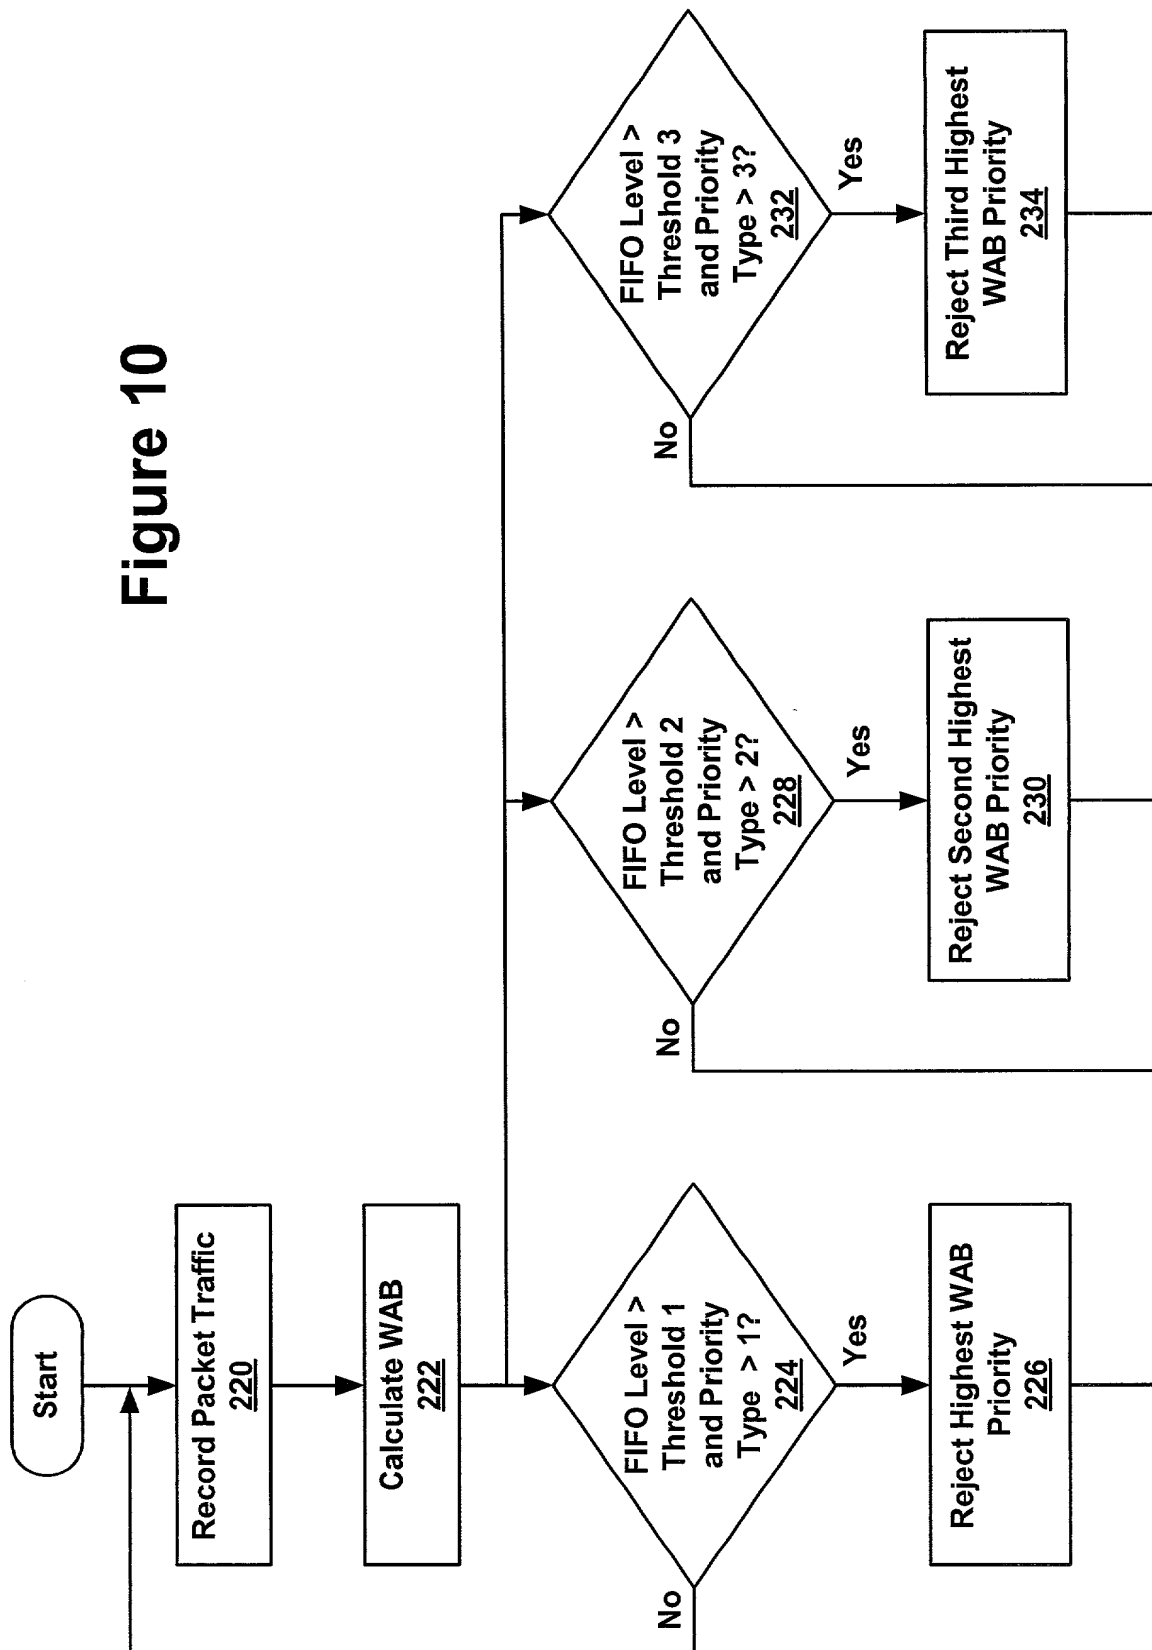 Figure 10
Start
Record Packet Traffic
220
Calculate WAB
222
FIFO Level >
Threshold 1
and Priority
Type > 1?
224
No
Yes
Reject Highest WAB
Priority
226
FIFO Level >
Threshold 2
and Priority
Type > 2?
228
No
Yes
Reject Second Highest
WAB Priority
230
FIFO Level >
Threshold 3
and Priority
Type > 3?
232
No
Yes
Reject Third Highest
WAB Priority
234